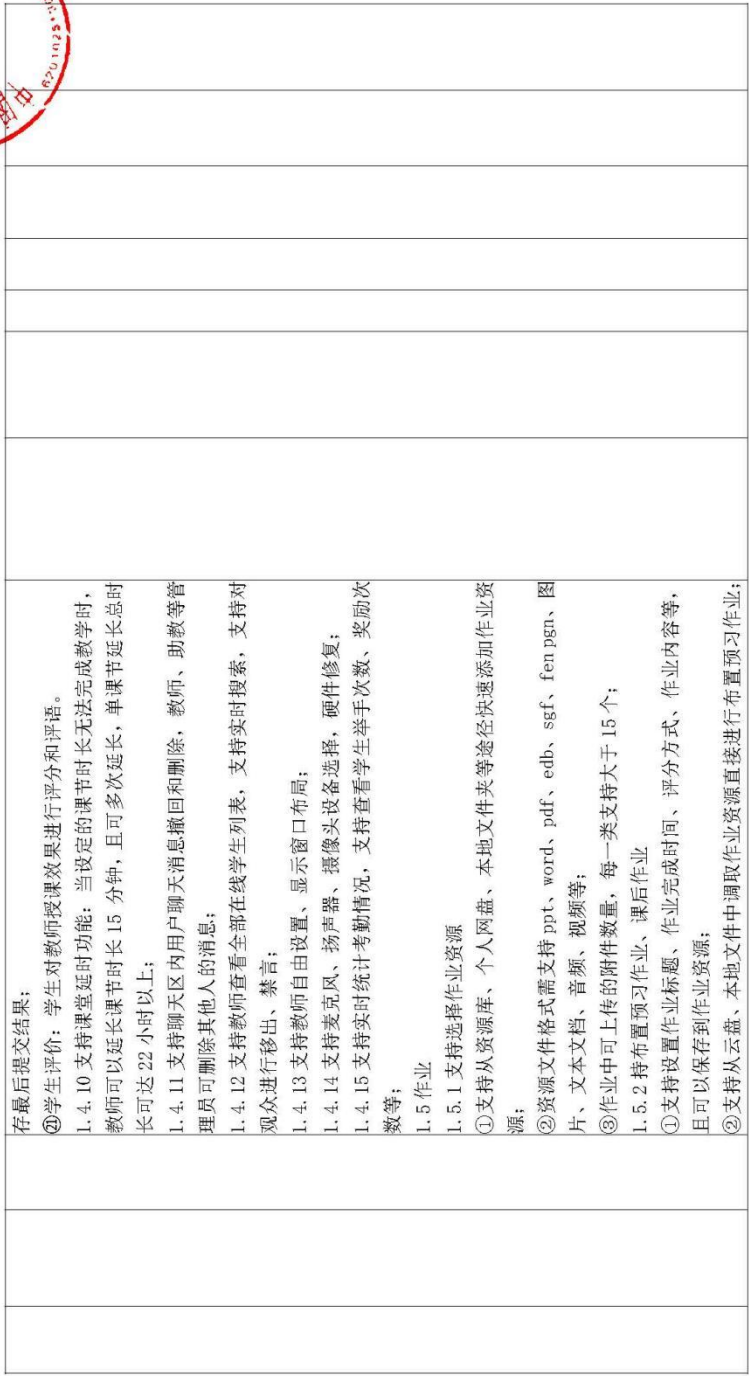 存最后提交结果；
㉑学生评价：学生对教师授课效果进行评分和评语。
1.4.10 支持课堂延时功能：当设定的课节时长无法完成教学时，
教师可以延长课节时长 15 分钟，且可多次延长，单课节延长总时
长可达 22 小时以上；
1.4.11 支持聊天区内用户聊天消息撤回和删除，教师、助教等管
理员可删除其他人的消息；
1.4.12 支持教师查看全部在线学生列表，支持实时搜索，支持对
观众进行移出、禁言；
1.4.13 支持教师自由设置、显示窗口布局；
1.4.14 支持麦克风、扬声器、摄像头设备选择，硬件修复；
1.4.15 支持实时统计考勤情况，支持查看学生举手次数、奖励次
数等；
1.5 作业
1.5.1 支持选择作业资源
①支持从资源库、个人网盘、本地文件夹等途径快速添加作业资
源；
②资源文件格式需支持 ppt、word、pdf、edb、sgf、fen pgn、图
片、文本文档、音频、视频等；
③作业中可上传的附件数量，每一类支持大于 15 个；
1.5.2 持布置预习作业、课后作业
①支持设置作业标题、作业完成时间、评分方式、作业内容等，
且可以保存到作业资源；
②支持从云盘、本地文件中调取作业资源直接进行布置预习作业；